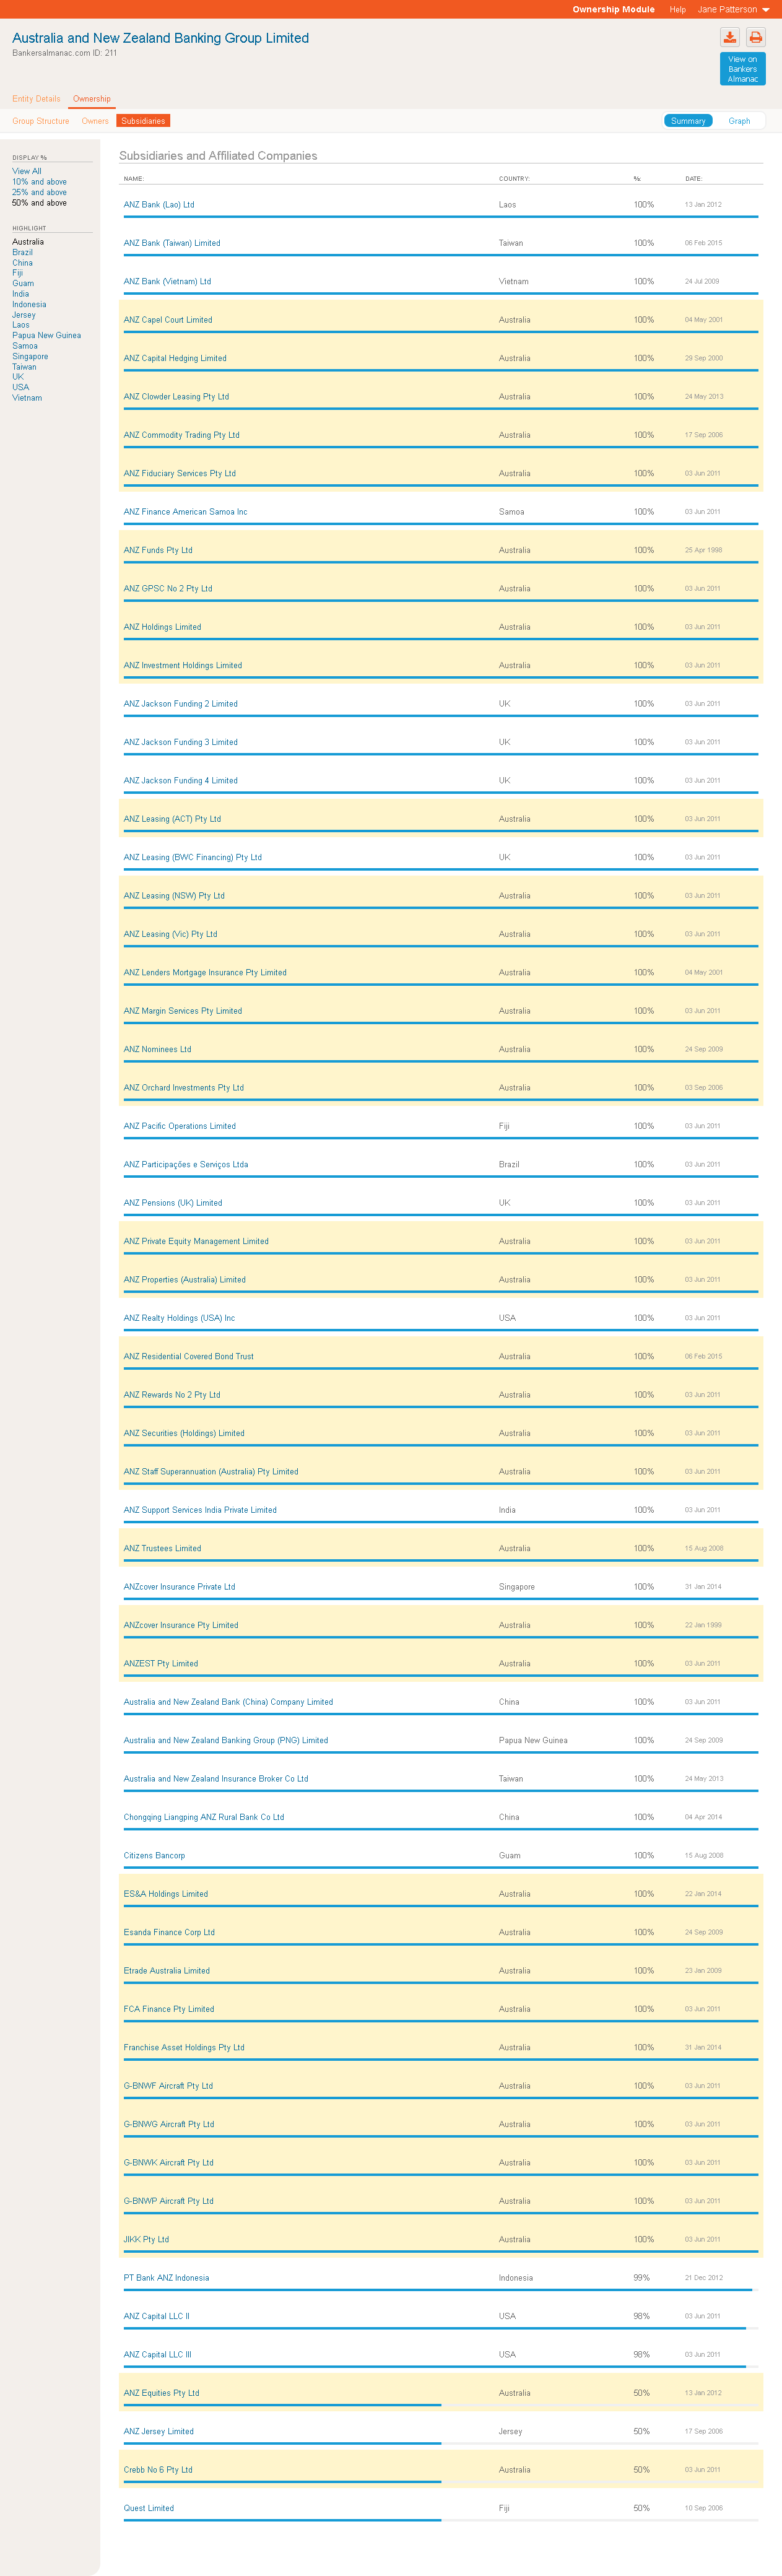 Ownership Module Help Jane Patterson
Australia and New Zealand Banking Group Limited
Bankersalmanac.com ID: 211
View on
Bankers
Almanac
Entity Details Ownership
Group Structure Owners Subsidiaries Summary Graph
DISPLAY %
View All
10% and above
25% and above
50% and above
HIGHLIGHT
Australia
Brazil
China
Fiji
Guam
India
Indonesia
Jersey
Laos
Papua New Guinea
Samoa
Singapore
Taiwan
UK
USA
Vietnam
Subsidiaries and Affiliated Companies
NAME: COUNTRY: %: DATE:
ANZ Bank (Lao) Ltd Laos 100% 13 Jan 2012
ANZ Bank (Taiwan) Limited Taiwan 100% 06 Feb 2015
ANZ Bank (Vietnam) Ltd Vietnam 100% 24 Jul 2009
ANZ Capel Court Limited Australia 100% 04 May 2001
ANZ Capital Hedging Limited Australia 100% 29 Sep 2000
ANZ Clowder Leasing Pty Ltd Australia 100% 24 May 2013
ANZ Commodity Trading Pty Ltd Australia 100% 17 Sep 2006
ANZ Fiduciary Services Pty Ltd Australia 100% 03 Jun 2011
ANZ Finance American Samoa Inc Samoa 100% 03 Jun 2011
ANZ Funds Pty Ltd Australia 100% 25 Apr 1998
ANZ GPSC No 2 Pty Ltd Australia 100% 03 Jun 2011
ANZ Holdings Limited Australia 100% 03 Jun 2011
ANZ Investment Holdings Limited Australia 100% 03 Jun 2011
ANZ Jackson Funding 2 Limited UK 100% 03 Jun 2011
ANZ Jackson Funding 3 Limited UK 100% 03 Jun 2011
ANZ Jackson Funding 4 Limited UK 100% 03 Jun 2011
ANZ Leasing (ACT) Pty Ltd Australia 100% 03 Jun 2011
ANZ Leasing (BWC Financing) Pty Ltd UK 100% 03 Jun 2011
ANZ Leasing (NSW) Pty Ltd Australia 100% 03 Jun 2011
ANZ Leasing (Vic) Pty Ltd Australia 100% 03 Jun 2011
ANZ Lenders Mortgage Insurance Pty Limited Australia 100% 04 May 2001
ANZ Margin Services Pty Limited Australia 100% 03 Jun 2011
ANZ Nominees Ltd Australia 100% 24 Sep 2009
ANZ Orchard Investments Pty Ltd Australia 100% 03 Sep 2006
ANZ Pacific Operations Limited Fiji 100% 03 Jun 2011
ANZ Participações e Serviços Ltda Brazil 100% 03 Jun 2011
ANZ Pensions (UK) Limited UK 100% 03 Jun 2011
ANZ Private Equity Management Limited Australia 100% 03 Jun 2011
ANZ Properties (Australia) Limited Australia 100% 03 Jun 2011
ANZ Realty Holdings (USA) Inc USA 100% 03 Jun 2011
ANZ Residential Covered Bond Trust Australia 100% 06 Feb 2015
ANZ Rewards No 2 Pty Ltd Australia 100% 03 Jun 2011
ANZ Securities (Holdings) Limited Australia 100% 03 Jun 2011
ANZ Staff Superannuation (Australia) Pty Limited Australia 100% 03 Jun 2011
ANZ Support Services India Private Limited India 100% 03 Jun 2011
ANZ Trustees Limited Australia 100% 15 Aug 2008
ANZcover Insurance Private Ltd Singapore 100% 31 Jan 2014
ANZcover Insurance Pty Limited Australia 100% 22 Jan 1999
ANZEST Pty Limited Australia 100% 03 Jun 2011
Australia and New Zealand Bank (China) Company Limited China 100% 03 Jun 2011
Australia and New Zealand Banking Group (PNG) Limited Papua New Guinea 100% 24 Sep 2009
Australia and New Zealand Insurance Broker Co Ltd Taiwan 100% 24 May 2013
Chongqing Liangping ANZ Rural Bank Co Ltd China 100% 04 Apr 2014
Citizens Bancorp Guam 100% 15 Aug 2008
ES&A Holdings Limited Australia 100% 22 Jan 2014
Esanda Finance Corp Ltd Australia 100% 24 Sep 2009
Etrade Australia Limited Australia 100% 23 Jan 2009
FCA Finance Pty Limited Australia 100% 03 Jun 2011
Franchise Asset Holdings Pty Ltd Australia 100% 31 Jan 2014
G-BNWF Aircraft Pty Ltd Australia 100% 03 Jun 2011
G-BNWG Aircraft Pty Ltd Australia 100% 03 Jun 2011
G-BNWK Aircraft Pty Ltd Australia 100% 03 Jun 2011
G-BNWP Aircraft Pty Ltd Australia 100% 03 Jun 2011
JIKK Pty Ltd Australia 100% 03 Jun 2011
PT Bank ANZ Indonesia Indonesia 99% 21 Dec 2012
ANZ Capital LLC II USA 98% 03 Jun 2011
ANZ Capital LLC III USA 98% 03 Jun 2011
ANZ Equities Pty Ltd Australia 50% 13 Jan 2012
ANZ Jersey Limited Jersey 50% 17 Sep 2006
Crebb No 6 Pty Ltd Australia 50% 03 Jun 2011
Quest Limited Fiji 50% 10 Sep 2006